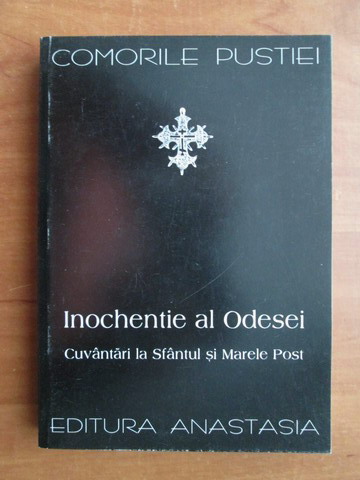 COMORILE PUSTIEI
Inochentie al Odesei
Cuvântări la Sfântul și Marele Post
EDITURA ANASTASIA